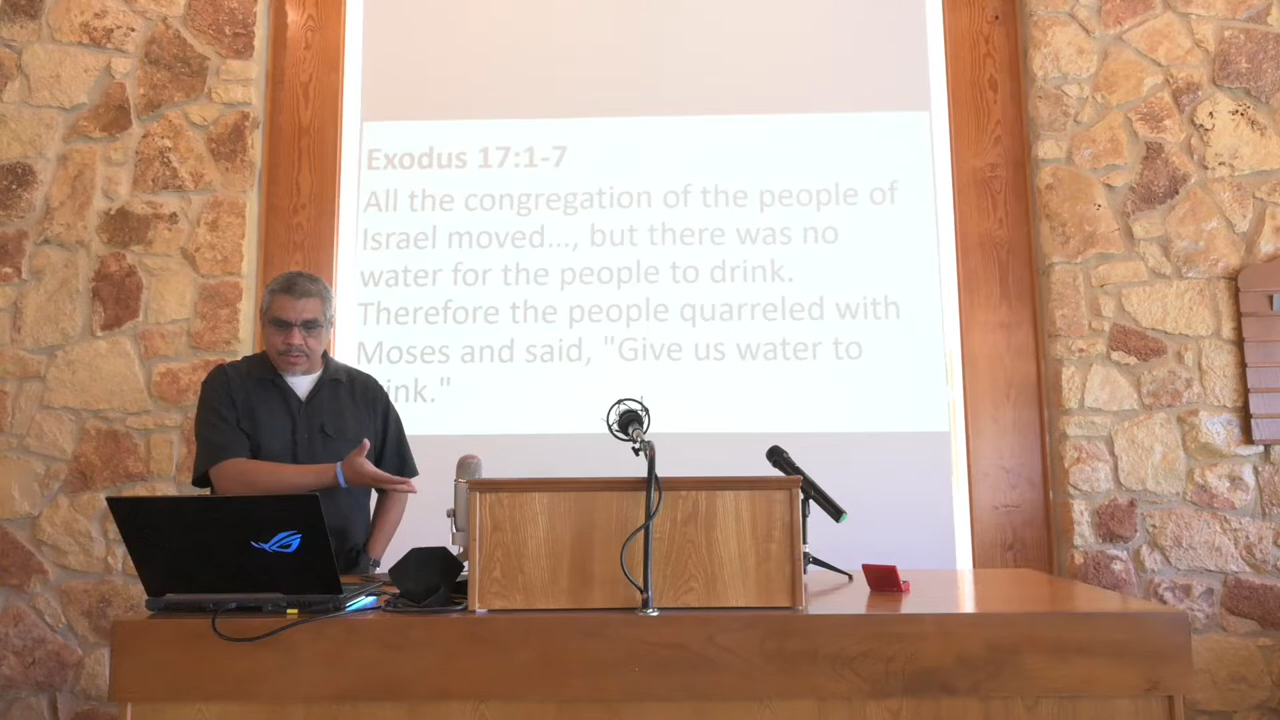 Exodus 17:1-7
All the congregation of the people of
Israel moved..., but there was no
water for the people to drink.
Therefore the people quarreled with
Moses and said, "Give us water to
ink."